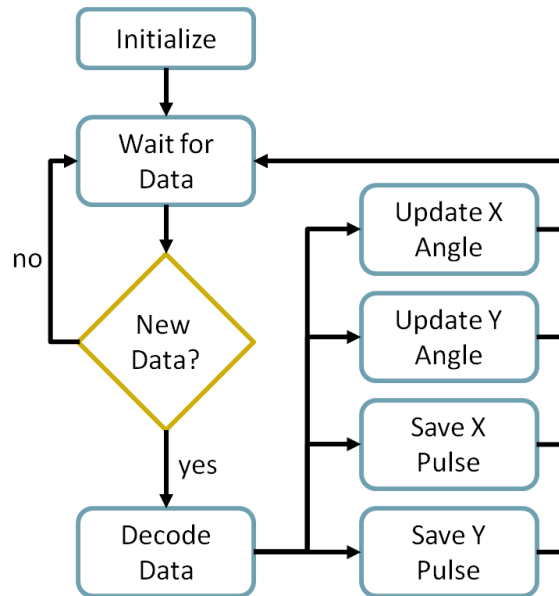 Initialize
Wait for
Data
no
New
Data?
yes
Decode
Data
Update X
Angle
Update Y
Angle
Save X
Pulse
Save Y
Pulse